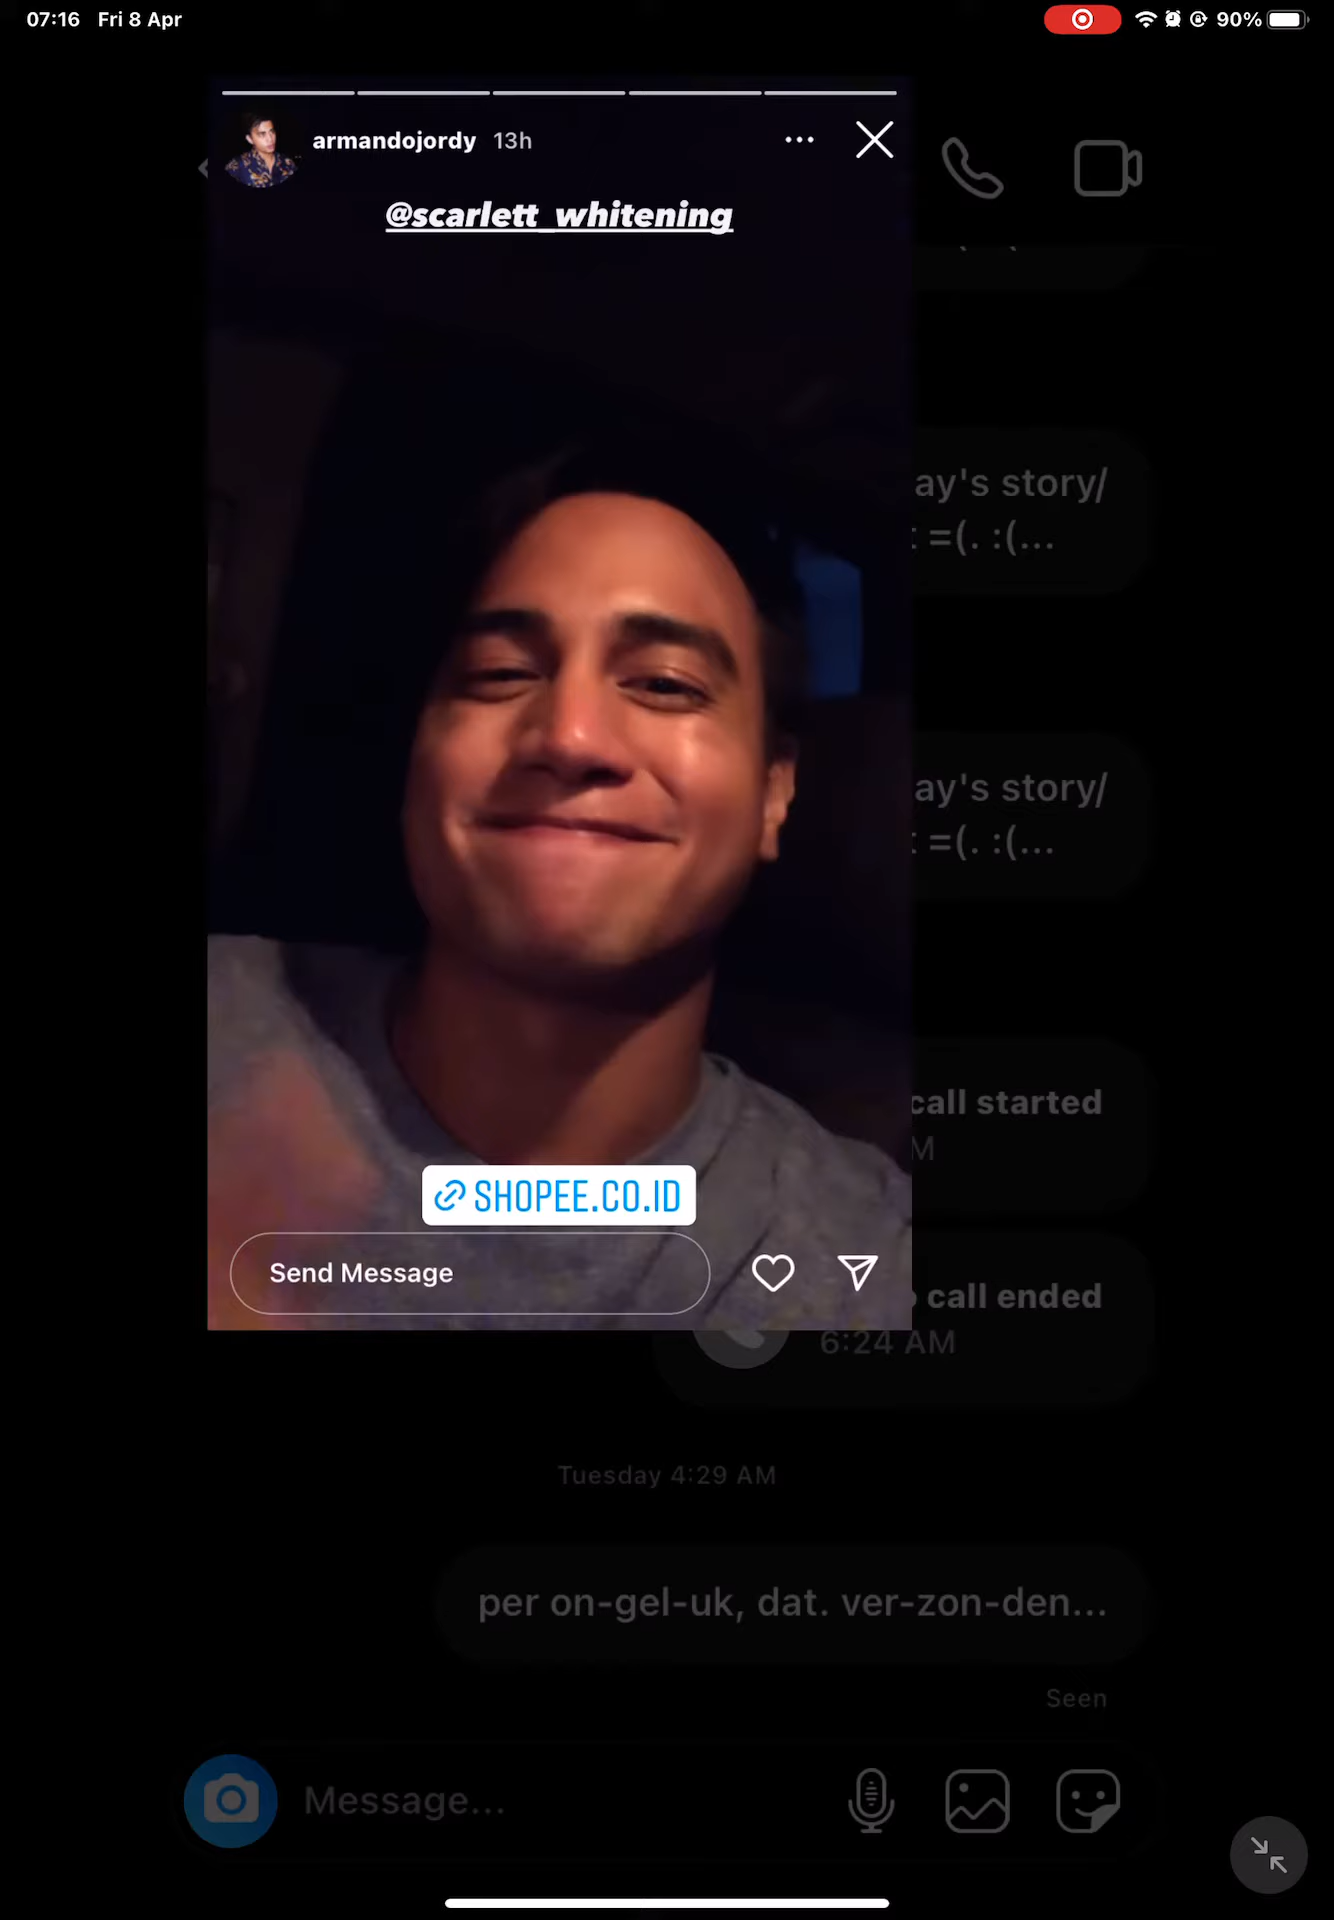 07:16 Fri 8 Apr
90%
armandojordy 13h
@scarlett_whitening
ay's story/
=(. :(...
ay's story/
=(. :(...
call started
M
SHOPEE.CO.ID
Send Message
call ended
6:24 AM
Tuesday 4:29 AM
per on-gel-uk, dat. ver-zon-den...
Seen
Message...